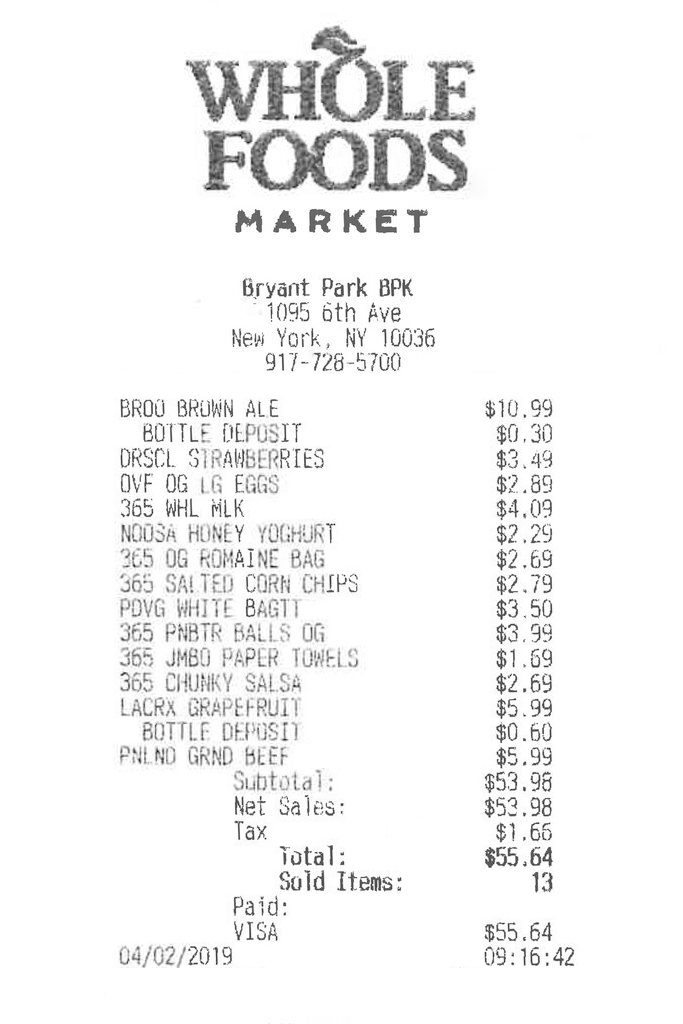 WHOLE
FOODS
MARKET
Bryant Park BPK
1095 6th Ave
New York, NY 10036
917-728-5700
BROO BROWN ALE $10.99
BOTTLE DEPOSIT $0.30
DRSCL STRAWBERRIES $3.49
OVF OG LG EGGS $2.89
365 WHL MLK $4.09
NOOSA HONEY YOGHURT $2.29
365 OG ROMAINE BAG $2.69
365 SALTED CORN CHIPS $2.79
PDVG WHITE BAGTT $3.50
365 PNBTR BALLS OG $3.99
365 JMBO PAPER TOWELS $1.69
365 CHUNKY SALSA $2.69
LACRX GRAPEFRUIT $5.99
BOTTLE DEPOSIT $0.60
PNLND GRND BEEF $5.99
Subtotal: $53.98
Net Sales: $53.98
Tax $1.66
Total: $55.64
Sold Items: 13
Paid:
VISA $55.64
04/02/2019 09:16:42